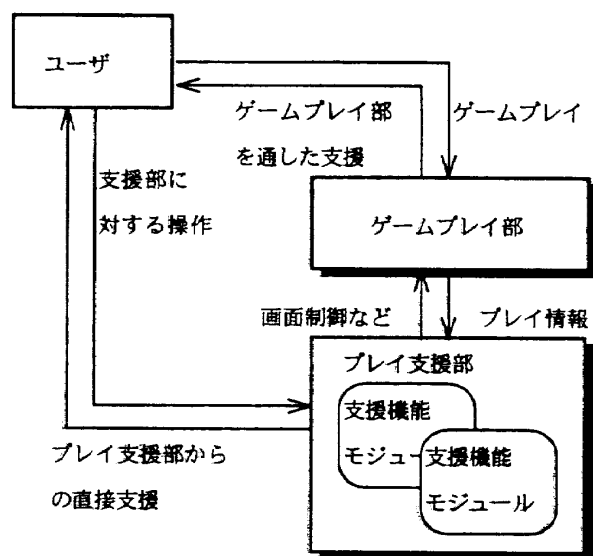 ユーザ
ゲームプレイ部
を通した支援
ゲームプレイ
支援部に
対する操作
ゲームプレイ部
画面制御など
プレイ情報
プレイ支援部
支援機能
モジュー
支援機能
モジュール
プレイ支援部から
の直接支援